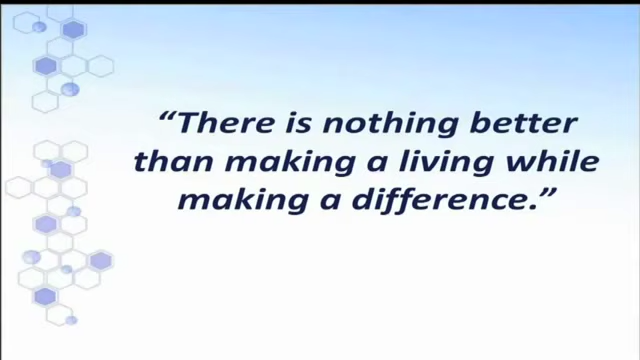 “There is nothing better
than making a living while
making a difference.”